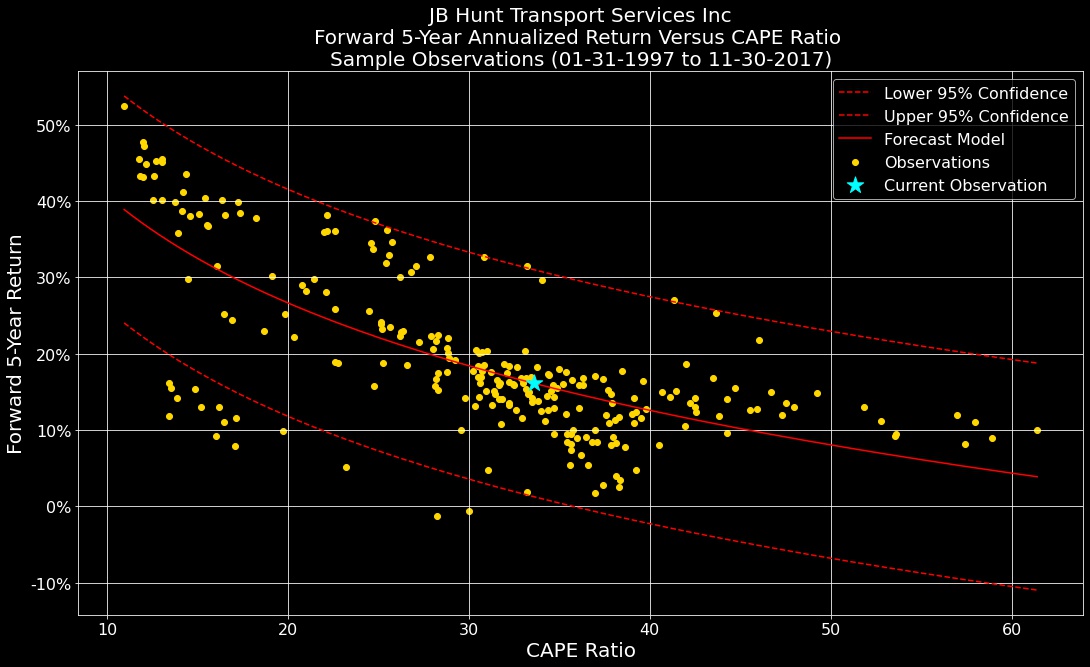 JB Hunt Transport Services Inc
Forward 5-Year Annualized Return Versus CAPE Ratio
Sample Observations (01-31-1997 to 11-30-2017)
Lower 95% Confidence
Upper 95% Confidence
Forecast Model
Observations
Current Observation
Forward 5-Year Return
50%
40%
30%
20%
10%
0%
-10%
10 20 30 40 50 60
CAPE Ratio